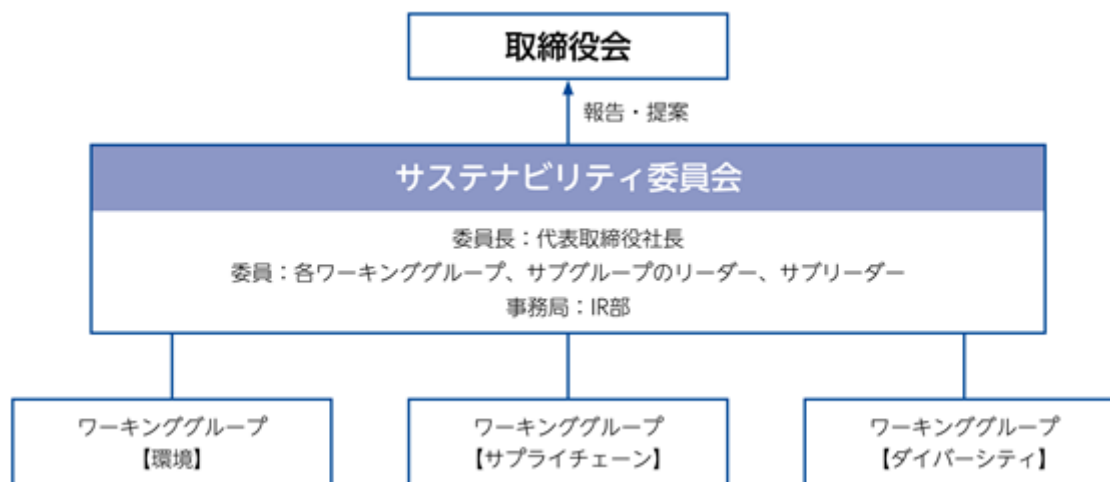 取締役会
報告・提案
サステナビリティ委員会
委員長：代表取締役社長
委員：各ワーキンググループ、サブグループのリーダー、サブリーダー
事務局：IR部
ワーキンググループ
【環境】
ワーキンググループ
【サプライチェーン】
ワーキンググループ
【ダイバーシティ】